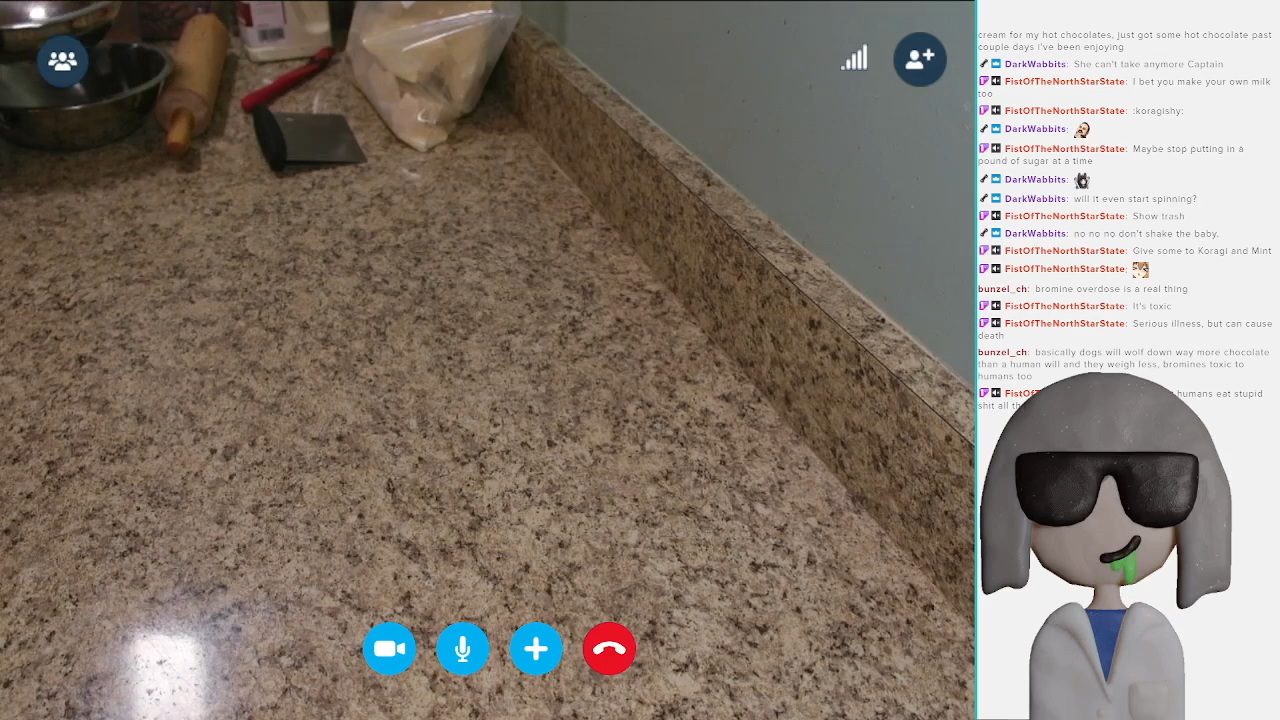 cream for my hot chocolates, just got some hot chocolate past
couple days i've been enjoying
DarkWabbits: She can't take anymore Captain
FistOfTheNorthStarState: I bet you make your own milk
too
FistOfTheNorthStarState: :koragishy:
DarkWabbits:
FistOfTheNorthStarState: Maybe stop putting in a
pound of sugar at a time
DarkWabbits:
DarkWabbits: will it even start spinning?
FistOfTheNorthStarState: Show trash
DarkWabbits: no no no don't shake the baby.
FistOfTheNorthStarState: Give some to Koragi and Mint
FistOfTheNorthStarState:
bunzel_ch: bromine overdose is a real thing
FistOfTheNorthStarState: It's toxic
FistOfTheNorthStarState: Serious illness, but can cause
death
bunzel_ch: basically dogs will wolf down way more chocolate
than a human will and they weigh less, bromines toxic to
humans too
humans eat stupid
shit all